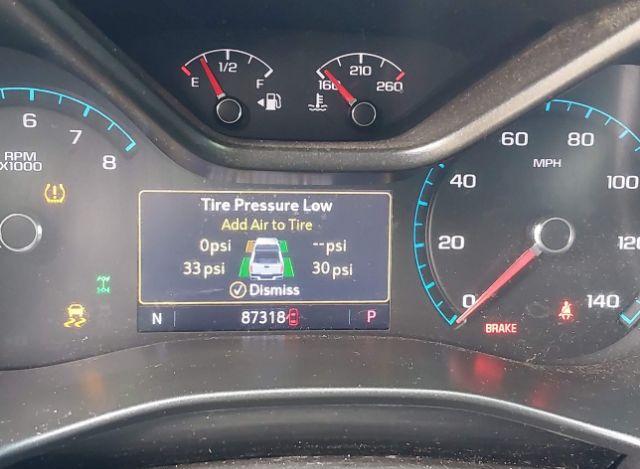 E 1/2 F
160 210 260
6 7 8
RPM
X1000
Tire Pressure Low
Add Air to Tire
0psi --psi
33psi 30psi
Dismiss
N 87318 P
0 20 40 60 80 100 120 140
MPH
BRAKE